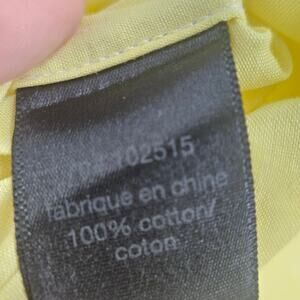 102515
fabrique en chine
100% cotton/
coton